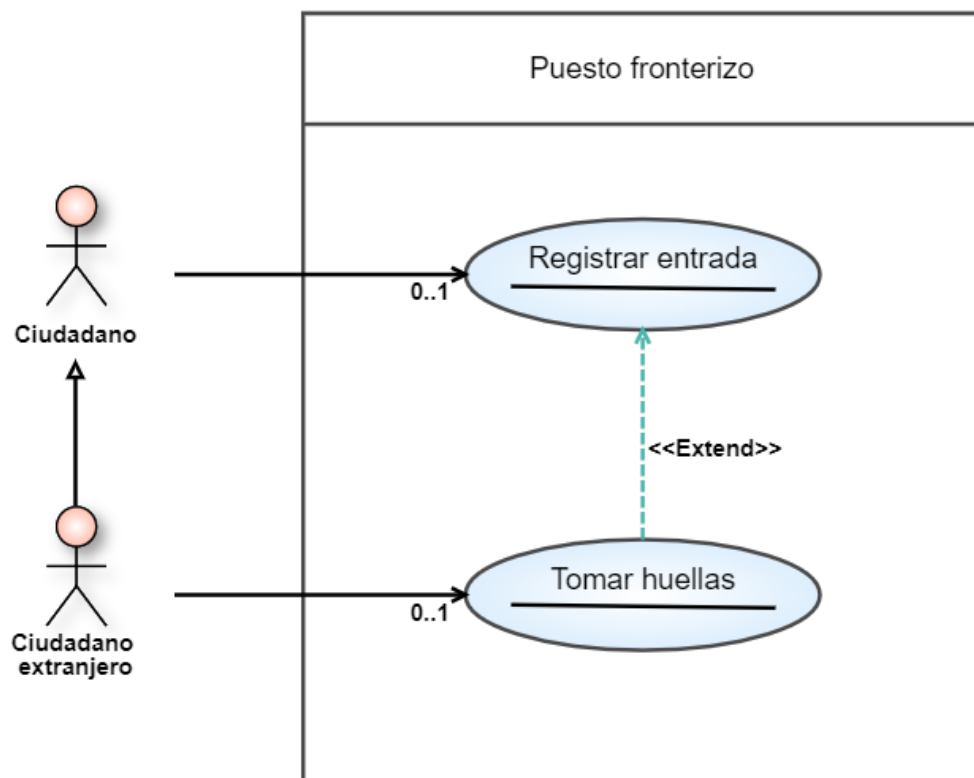 Puesto fronterizo
Registrar entrada
0..1
Ciudadano
<<Extend>>
Tomar huellas
0..1
Ciudadano
extranjero